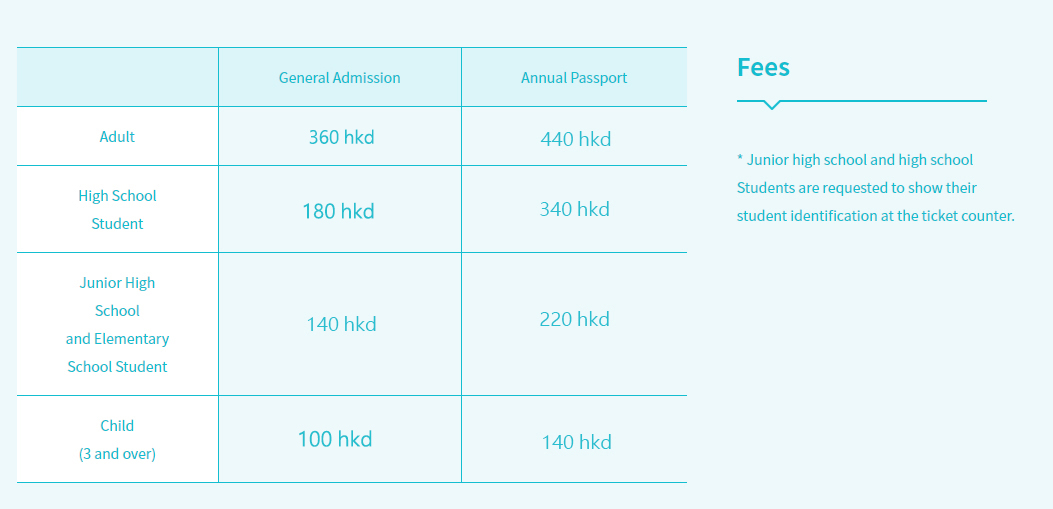 General Admission
Annual Passport
Adult
360 hkd
440 hkd
High School
Student
180 hkd
340 hkd
Junior High
School
and Elementary
School Student
140 hkd
220 hkd
Child
(3 and over)
100 hkd
140 hkd
Fees
* Junior high school and high school
Students are requested to show their
student identification at the ticket counter.